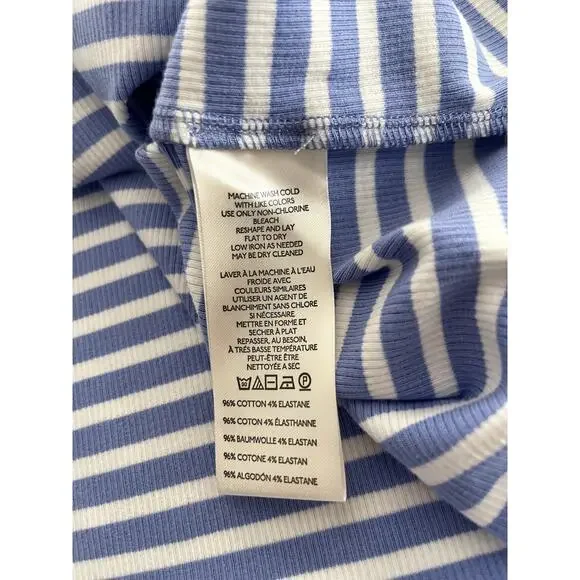 MACHINE WASH COLD
WITH LIKE COLORS
USE ONLY NON-CHLORINE
BLEACH
RESHAPE AND LAY
FLAT TO DRY
LOW IRON AS NEEDED
MAY BE DRY CLEANED
LAVER À LA MACHINE À L'EAU
FROIDE AVEC
COULEURS SIMILAIRES
UTILISER UN AGENT DE
BLANCHIMENT SANS CHLORE
SI NÉCESSAIRE
METTRE EN FORME ET
SÉCHER À PLAT
REPASSER, AU BESOIN,
À TRÉS BASSE TEMPÉRATURE
PEUT-ÊTRE ÊTRE
NETTOYEZ A SEC
96% COTTON 4% ELASTANE
96% COTON 4% ÉLASTHANNE
96% BAUMWOLLE 4% ELASTAN
96% COTONE 4% ELASTAN
96% ALGODÓN 4% ELASTANE